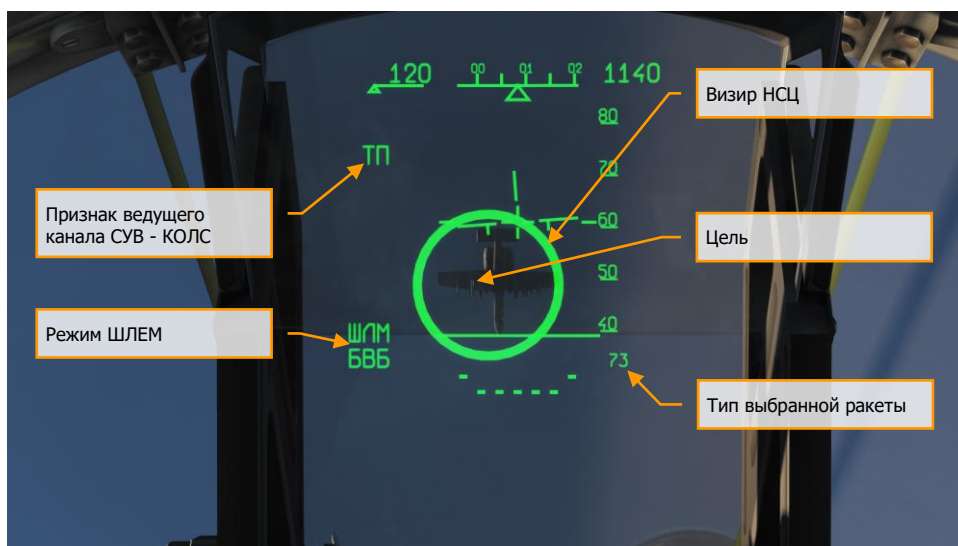 120
00 01 02
1140
Визир НСЦ
80
ТП
70
Признак ведущего
канала СУВ - КОЛС
60
Цель
50
Режим ШЛЕМ
ШЛМ
БВБ
40
73
Тип выбранной ракеты